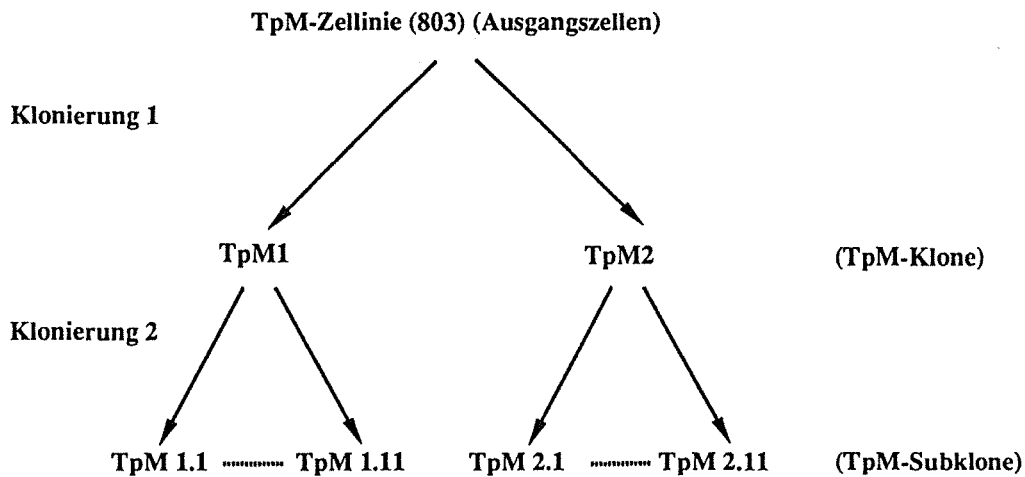 TpM-Zellinie (803) (Ausgangszellen)
Klonierung 1
TpM1 TpM2 (TpM-Klone)
Klonierung 2
TpM 1.1 TpM 1.11 TpM 2.1 TpM 2.11 (TpM-Subklone)